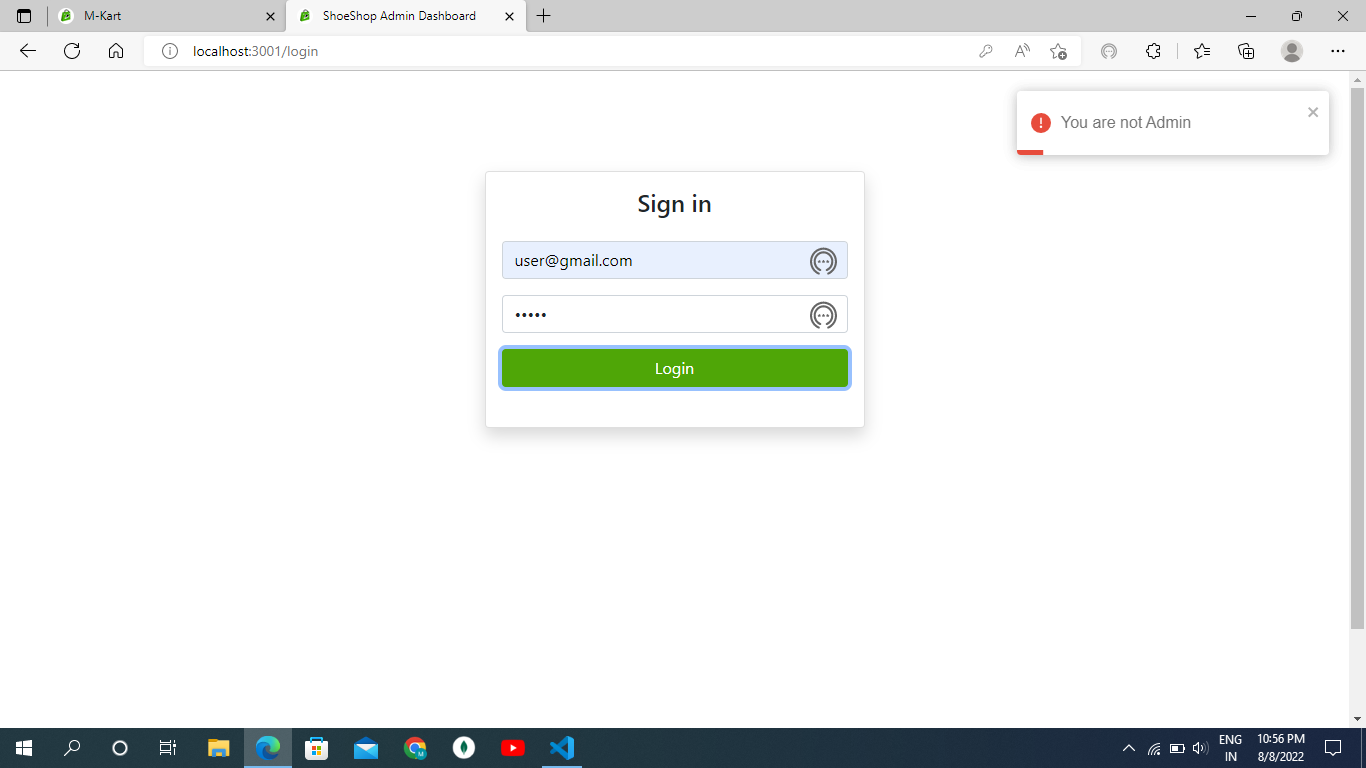 M-Kart
ShoeShop Admin Dashboard
localhost:3001/login
You are not Admin
Sign in
user@gmail.com
•••••
Login
ENG
IN
10:56 PM
8/8/2022